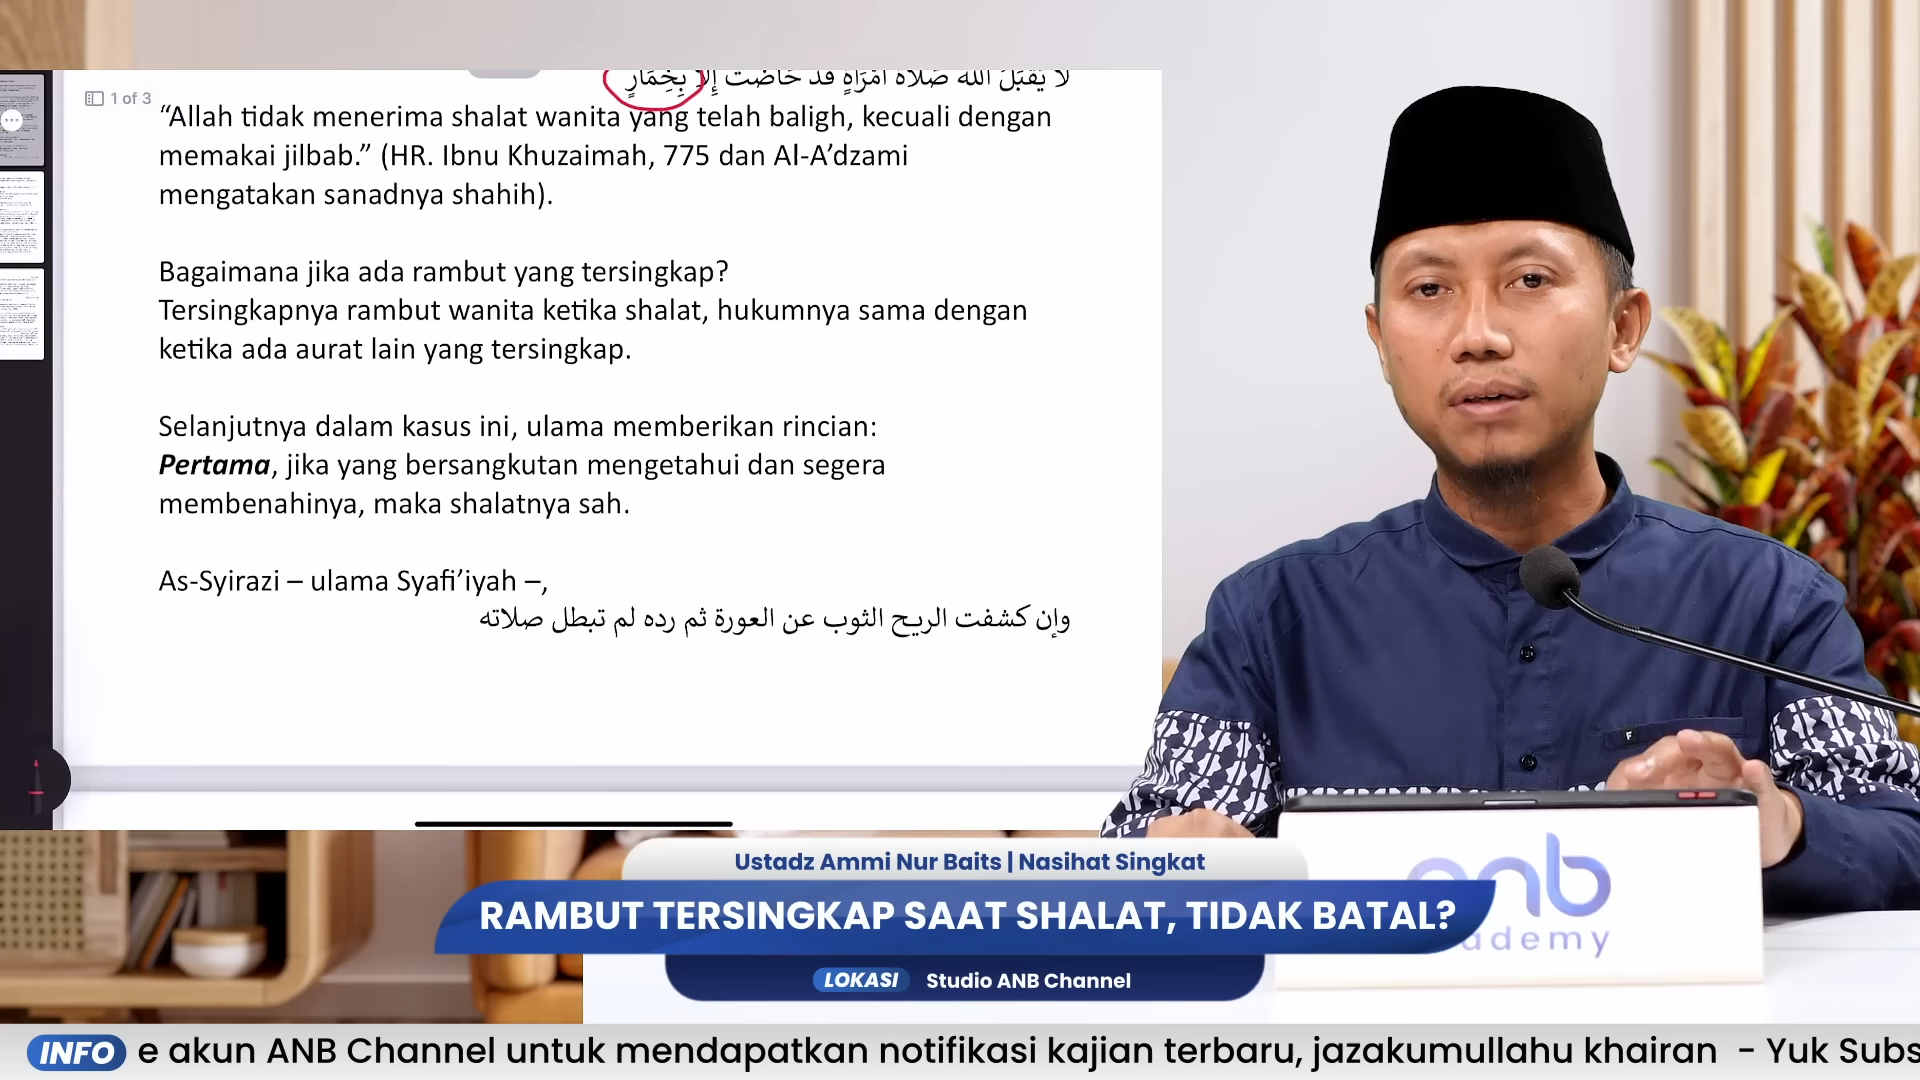 لا يَقْبَلُ اللَّهُ صَلَاةَ امْرَأَةٍ قَدْ حَاضَتْ إِلَّا بِخِمَارٍ
1 of 3
“Allah tidak menerima shalat wanita yang telah baligh, kecuali dengan
memakai jilbab.” (HR. Ibnu Khuzaimah, 775 dan Al-A’dzami
mengatakan sanadnya shahih).
Bagaimana jika ada rambut yang tersingkap?
Tersingkapnya rambut wanita ketika shalat, hukumnya sama dengan
ketika ada aurat lain yang tersingkap.
Selanjutnya dalam kasus ini, ulama memberikan rincian:
Pertama, jika yang bersangkutan mengetahui dan segera
membenahinya, maka shalatnya sah.
As-Syirazi – ulama Syafi’iyah –,
وإن كشفت الريح الثوب عن العورة ثم رده لم تبطل صلاته
F
anb
ademy
Ustadz Ammi Nur Baits | Nasihat Singkat
RAMBUT TERSINGKAP SAAT SHALAT, TIDAK BATAL?
LOKASI Studio ANB Channel
INFO e akun ANB Channel untuk mendapatkan notifikasi kajian terbaru, jazakumullahu khairan - Yuk Subs